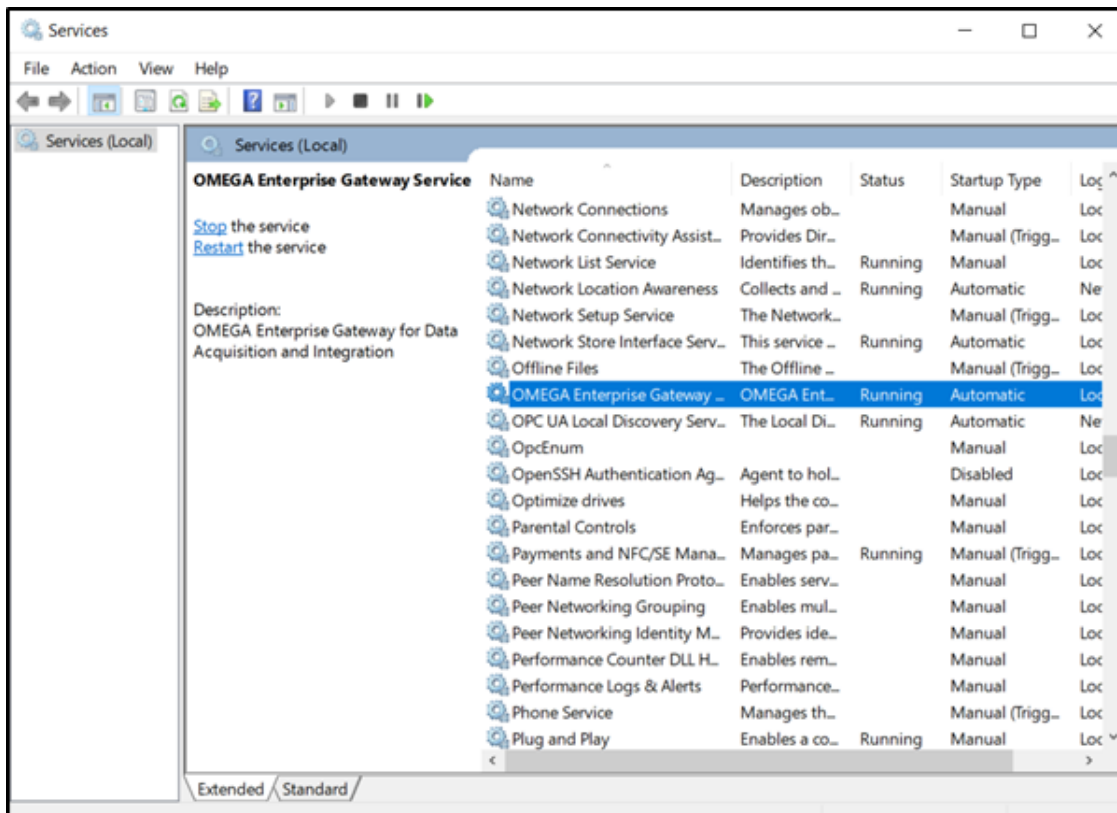 Services
File Action View Help
Services (Local)
Services (Local)
OMEGA Enterprise Gateway Service
Stop the service
Restart the service
Description:
OMEGA Enterprise Gateway for Data
Acquisition and Integration
Name Description Status Startup Type Log
Network Connections Manages ob... Manual Loc
Network Connectivity Assist... Provides Dir... Manual (Trigg... Loc
Network List Service Identifies th... Running Manual Loc
Network Location Awareness Collects and ... Running Automatic Ne
Network Setup Service The Network... Manual (Trigg... Loc
Network Store Interface Serv... This service ... Running Automatic Loc
Offline Files The Offline ... Manual (Trigg... Loc
OMEGA Enterprise Gateway ... OMEGA Ent... Running Automatic Loc
OPC UA Local Discovery Serv... The Local Di... Running Automatic Ne
OpcEnum Manual Loc
OpenSSH Authentication Ag... Agent to hol... Disabled Loc
Optimize drives Helps the co... Manual Loc
Parental Controls Enforces par... Manual Loc
Payments and NFC/SE Mana... Manages pa... Running Manual (Trigg... Loc
Peer Name Resolution Proto... Enables serv... Manual Loc
Peer Networking Grouping Enables mul... Manual Loc
Peer Networking Identity M... Provides ide... Manual Loc
Performance Counter DLL H... Enables rem... Manual Loc
Performance Logs & Alerts Performance... Manual Loc
Phone Service Manages th... Manual (Trigg... Loc
Plug and Play Enables a co... Running Manual Loc
Extended Standard